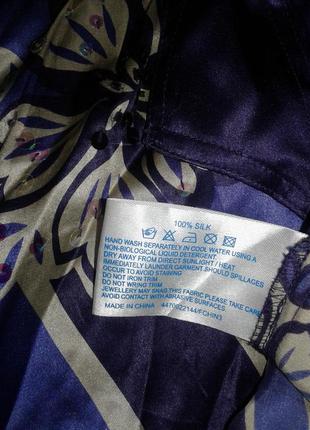 100% SILK
HAND WASH SEPARATELY IN COOL WATER USING
NON-BIOLOGICAL LIQUID DETERGENT.
DRY AWAY FROM DIRECT SUNLIGHT / HEAT
IMMEDIATELY LAUNDER GARMENT SHOULD SPILLAGES
OCCUR TO AVOID STAINING
DO NOT IRON TRIM
DO NOT WRING TRIM
JEWELLERY MAY SNAG THIS FABRIC PLEASE TAKE CARE
AVOID CONTACT WITH ABRASIVE SURFACES
MADE IN CHINA 4470022144/FCHIN3